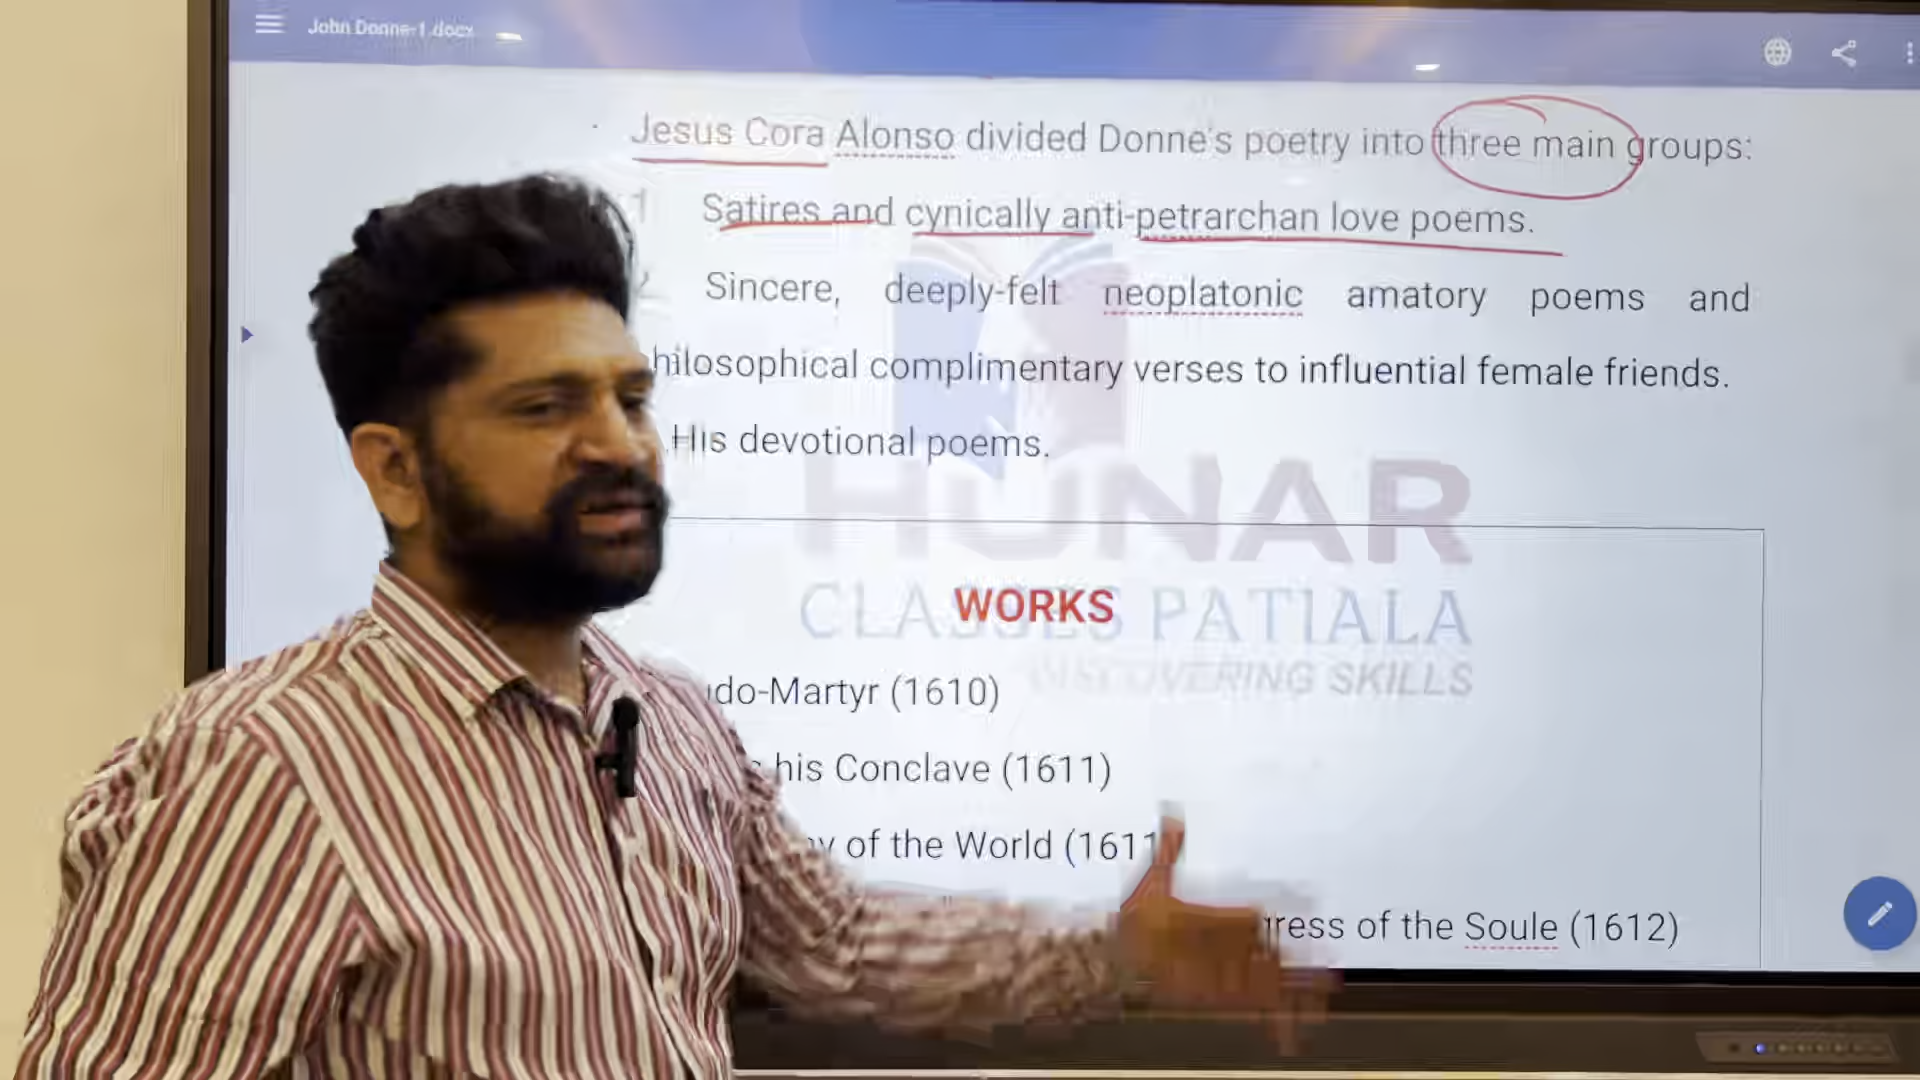 John Donne-1.docx
Jesus Cora Alonso divided Donne's poetry into three main groups:
1 Satires and cynically anti-petrarchan love poems.
2 Sincere, deeply-felt neoplatonic amatory poems and
hilosophical complimentary verses to influential female friends.
His devotional poems.
HUNAR
CLASSES PATIALA
WORKS
DISCOVERING SKILLS
do-Martyr (1610)
his Conclave (1611)
of the World (1611
ress of the Soule (1612)